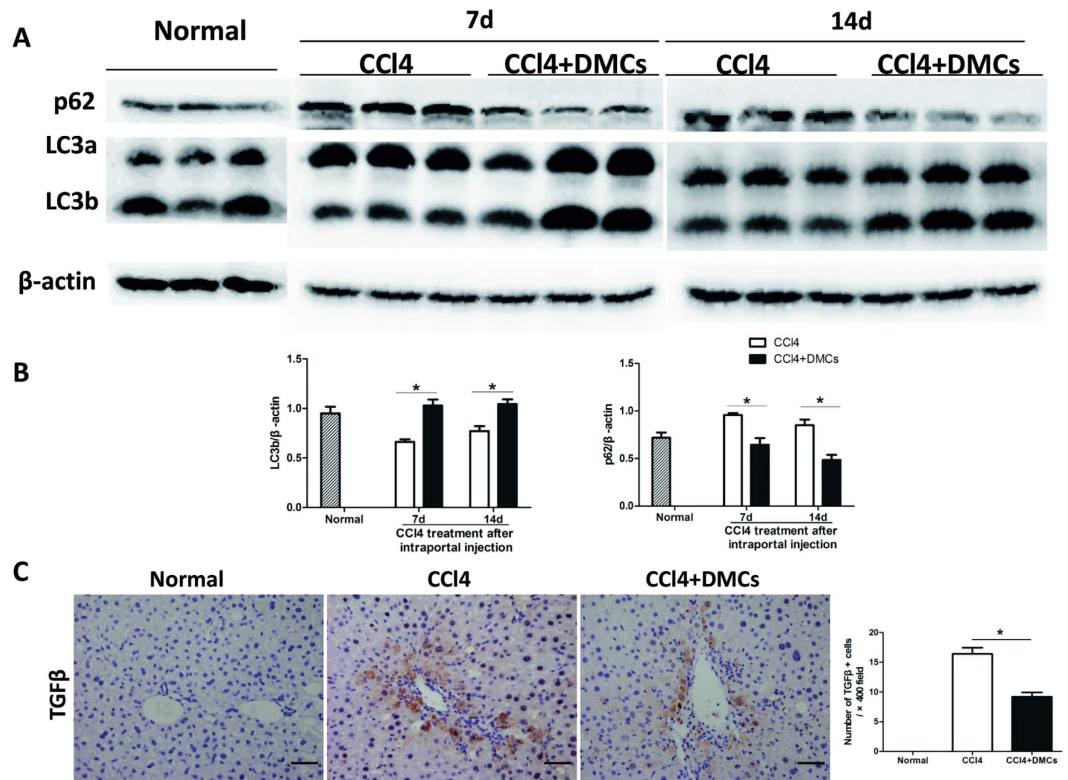 A
Normal
7d
14d
CCl4
CCl4+DMCs
CCl4
CCl4+DMCs
p62
LC3a
LC3b
β-actin
B
CCl4
CCl4+DMCs
LC3b/β -actin
1.5
1.0
0.5
0.0
*
*
Normal
7d
14d
CCl4 treatment after
intraportal injection
p62/β -actin
1.5
1.0
0.5
0.0
*
*
Normal
7d
14d
CCl4 treatment after
intraportal injection
C
Normal
CCl4
CCl4+DMCs
TGFβ
Number of TGFβ + cells
/ × 400 field
20
15
10
5
0
*
Normal
CCl4
CCl4+DMCs